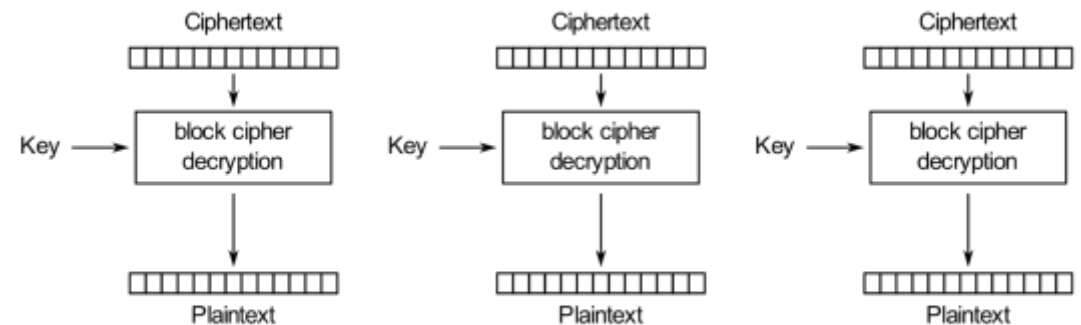 Ciphertext Ciphertext Ciphertext
Key block cipher decryption Key block cipher decryption Key block cipher decryption
Plaintext Plaintext Plaintext